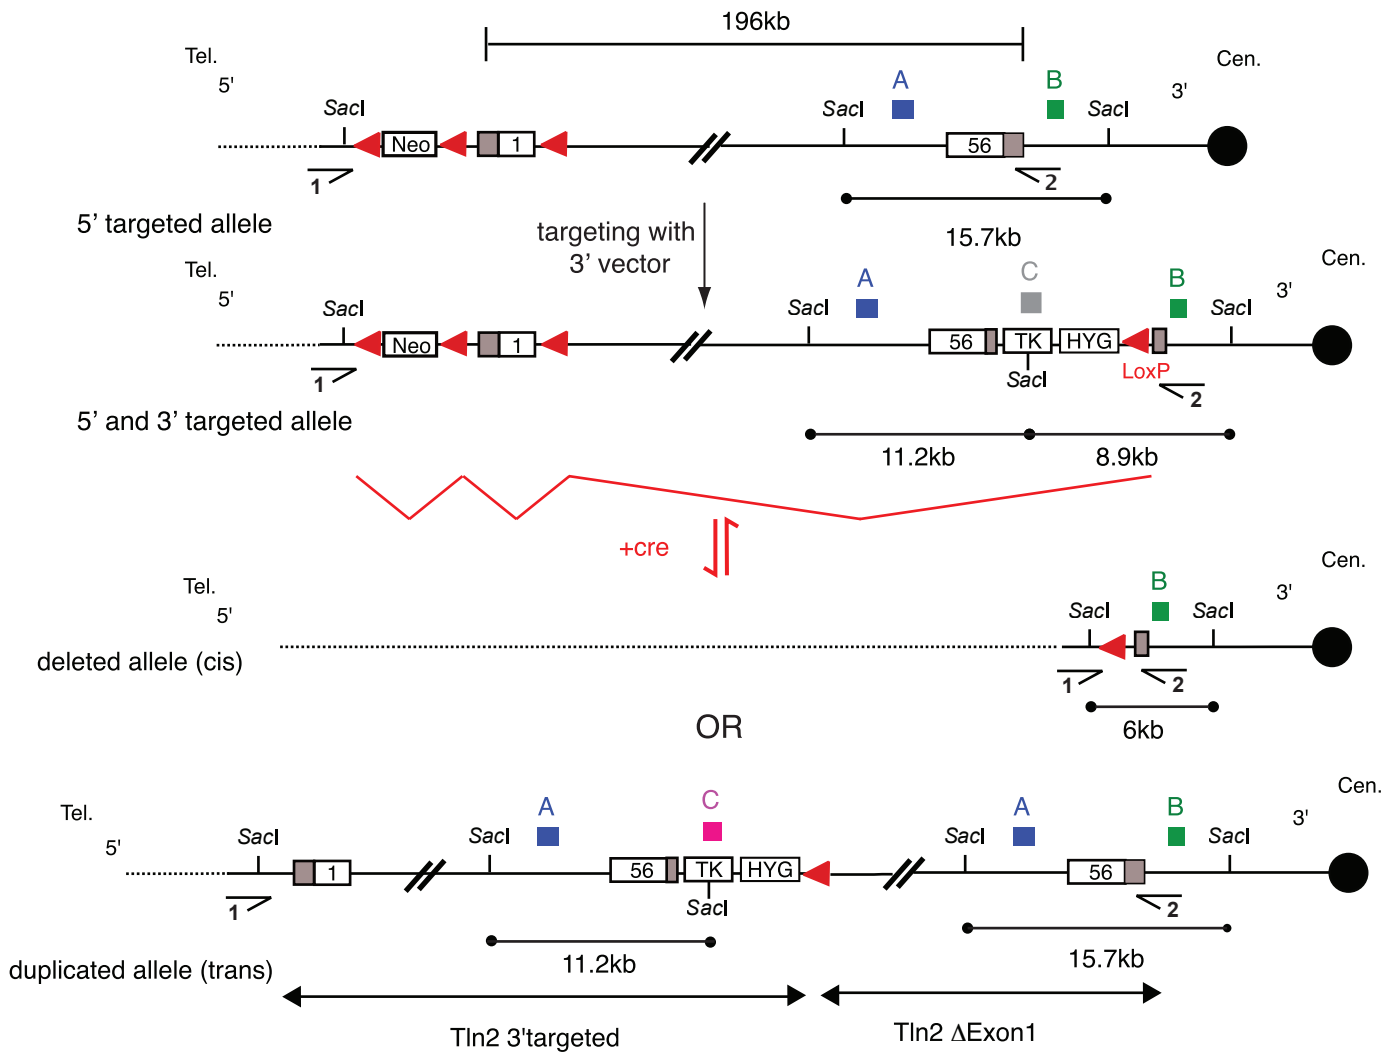 196kb
Tel.
5'
SacI
Neo
1
1
SacI
A
56
B
SacI
3'
Cen.
2
15.7kb
5' targeted allele
targeting with
3' vector
Tel.
5'
SacI
Neo
1
1
SacI
A
56
C
TK
SacI
HYG
LoxP
B
SacI
3'
Cen.
2
11.2kb
8.9kb
5' and 3' targeted allele
+cre
Tel.
5'
SacI
B
SacI
3'
Cen.
1
2
6kb
deleted allele (cis)
OR
Tel.
5'
SacI
1
1
SacI
A
56
C
TK
SacI
HYG
SacI
A
56
B
SacI
3'
Cen.
2
11.2kb
15.7kb
duplicated allele (trans)
Tln2 3'targeted
Tln2 ΔExon1